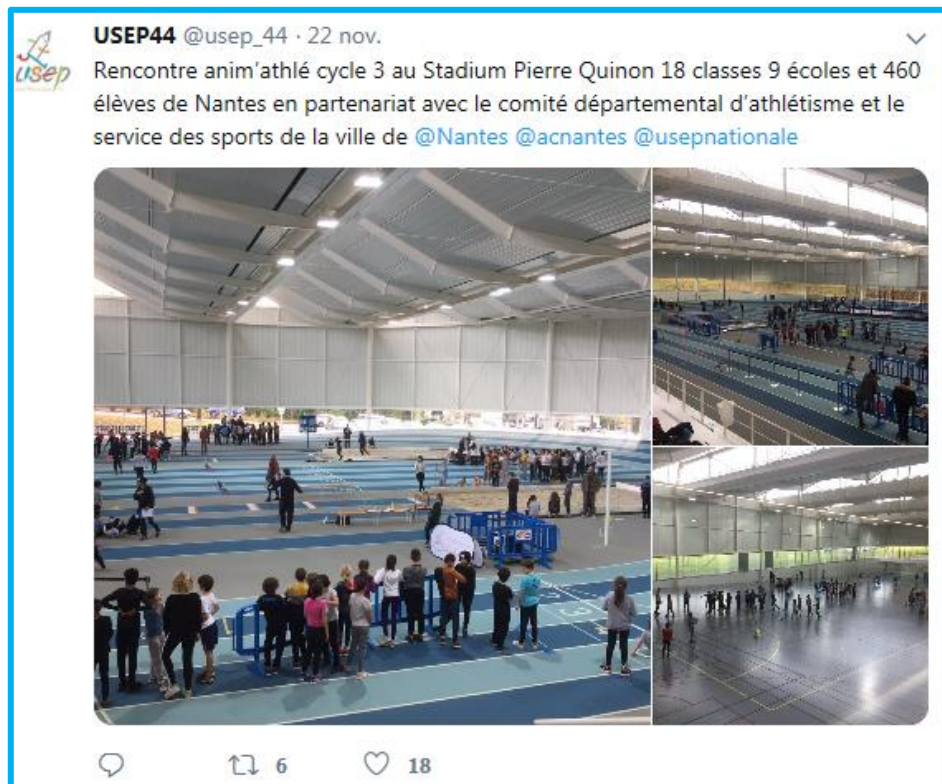 USEP44 @usep_44 · 22 nov.
usep
Rencontre anim'athlé cycle 3 au Stadium Pierre Quinon 18 classes 9 écoles et 460
élèves de Nantes en partenariat avec le comité départemental d'athlétisme et le
service des sports de la ville de @Nantes @acnantes @usepnationale
6 18